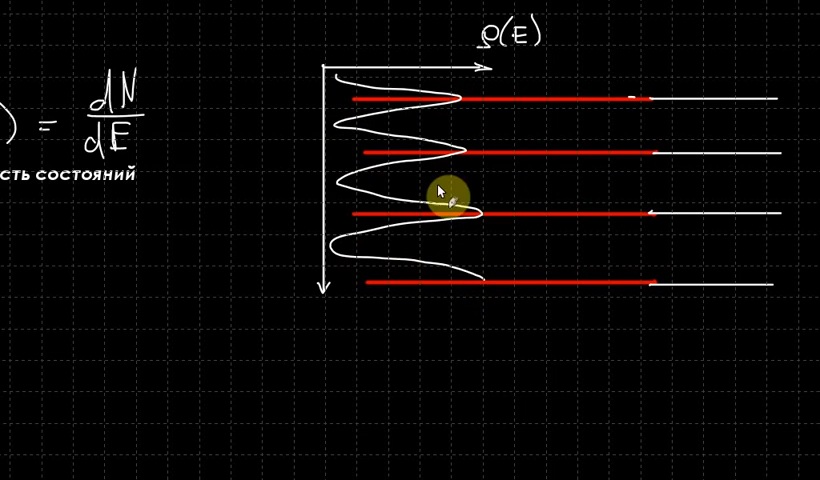 ρ(E)
) = dN
dE
сть состояний